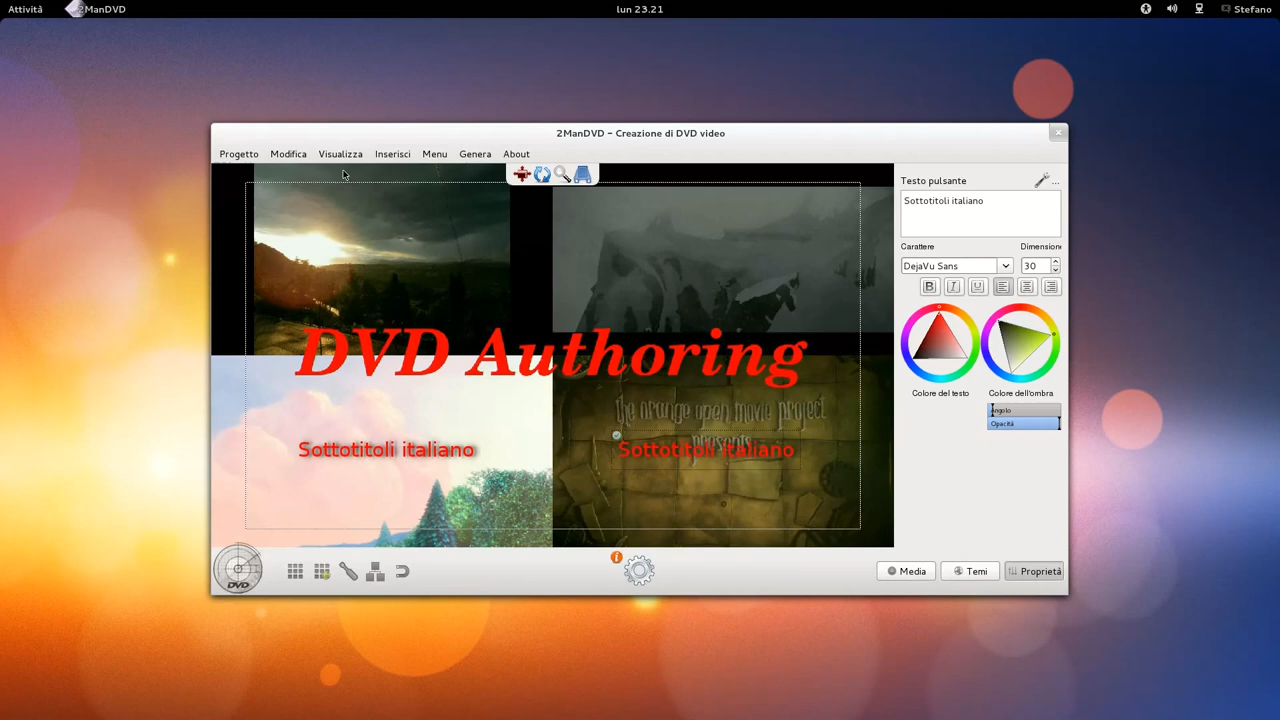 Attività
2ManDVD
lun 23.21
Stefano
2ManDVD - Creazione di DVD video
Progetto Modifica Visualizza Inserisci Menu Genera About
Testo pulsante
...
Sottotitoli italiano
Carattere Dimensione
DejaVu Sans 30
B I U
Colore del testo Colore dell'ombra
Angolo
Opacità
DVD Authoring
the orange open movie project
presents
Sottotitoli italiano Sottotitoli italiano
DVD
i
Media Temi Proprietà